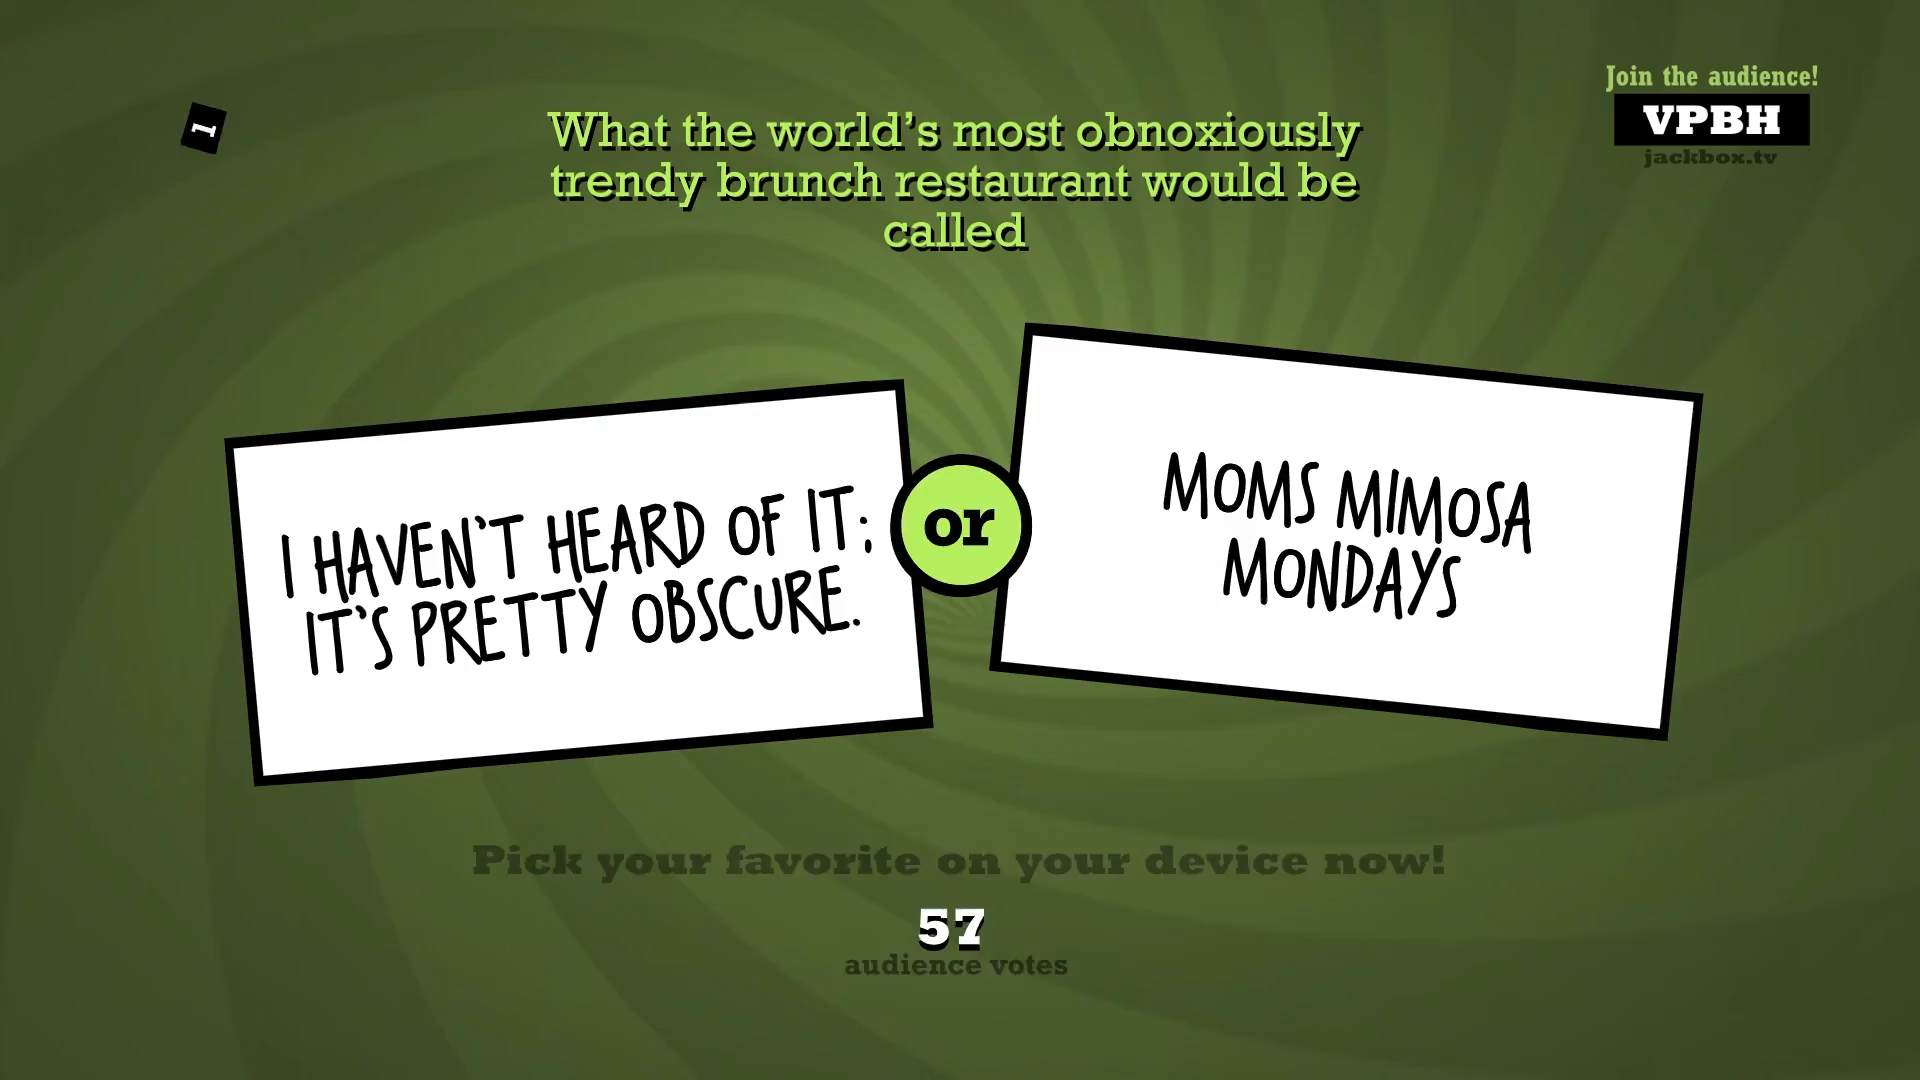 Join the audience!
VPBH
jackbox.tv
1
What the world's most obnoxiously
trendy brunch restaurant would be
called
I HAVEN'T HEARD OF IT;
IT'S PRETTY OBSCURE.
or
MOMS MIMOSA
MONDAYS
Pick your favorite on your device now!
57
audience votes